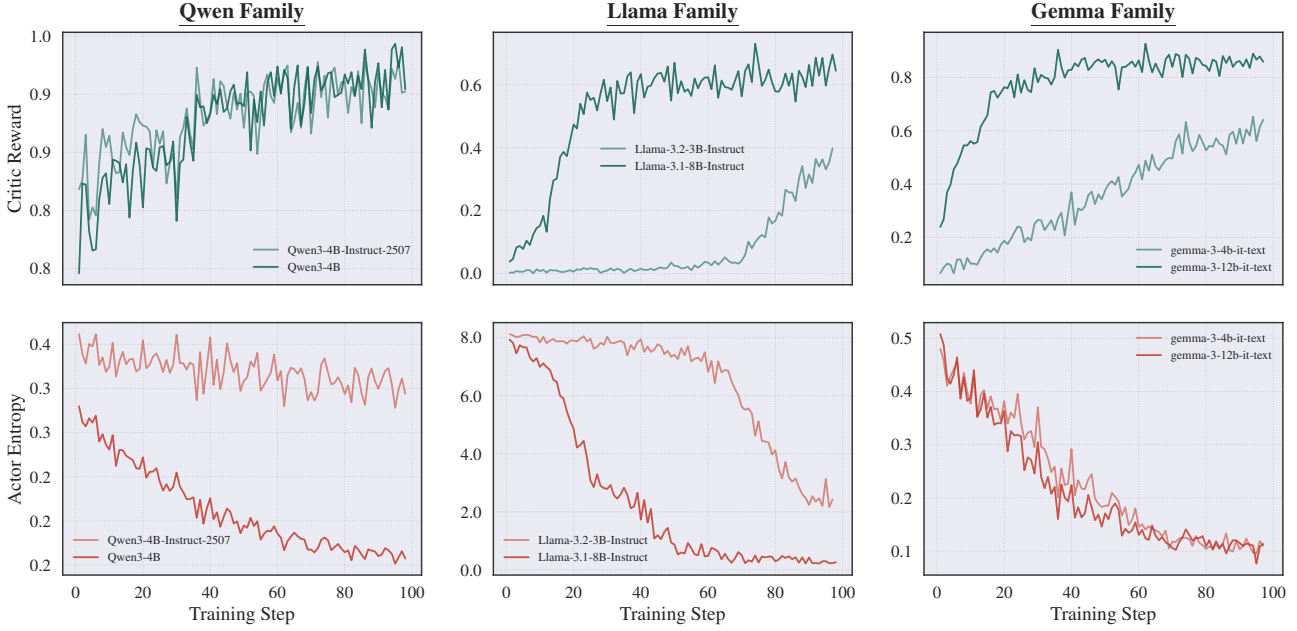 Qwen Family
Llama Family
Gemma Family
Critic Reward
1.0
0.9
0.9
0.8
0.8
Qwen3-4B-Instruct-2507
Qwen3-4B
0.6
0.4
0.2
0.0
Llama-3.2-3B-Instruct
Llama-3.1-8B-Instruct
0.8
0.6
0.4
0.2
gemma-3-4b-it-text
gemma-3-12b-it-text
Actor Entropy
0.4
0.3
0.3
0.2
0.2
0.2
Qwen3-4B-Instruct-2507
Qwen3-4B
0 20 40 60 80 100
Training Step
8.0
6.0
4.0
2.0
0.0
Llama-3.2-3B-Instruct
Llama-3.1-8B-Instruct
0 20 40 60 80 100
Training Step
0.5
0.4
0.3
0.2
0.1
gemma-3-4b-it-text
gemma-3-12b-it-text
0 20 40 60 80 100
Training Step